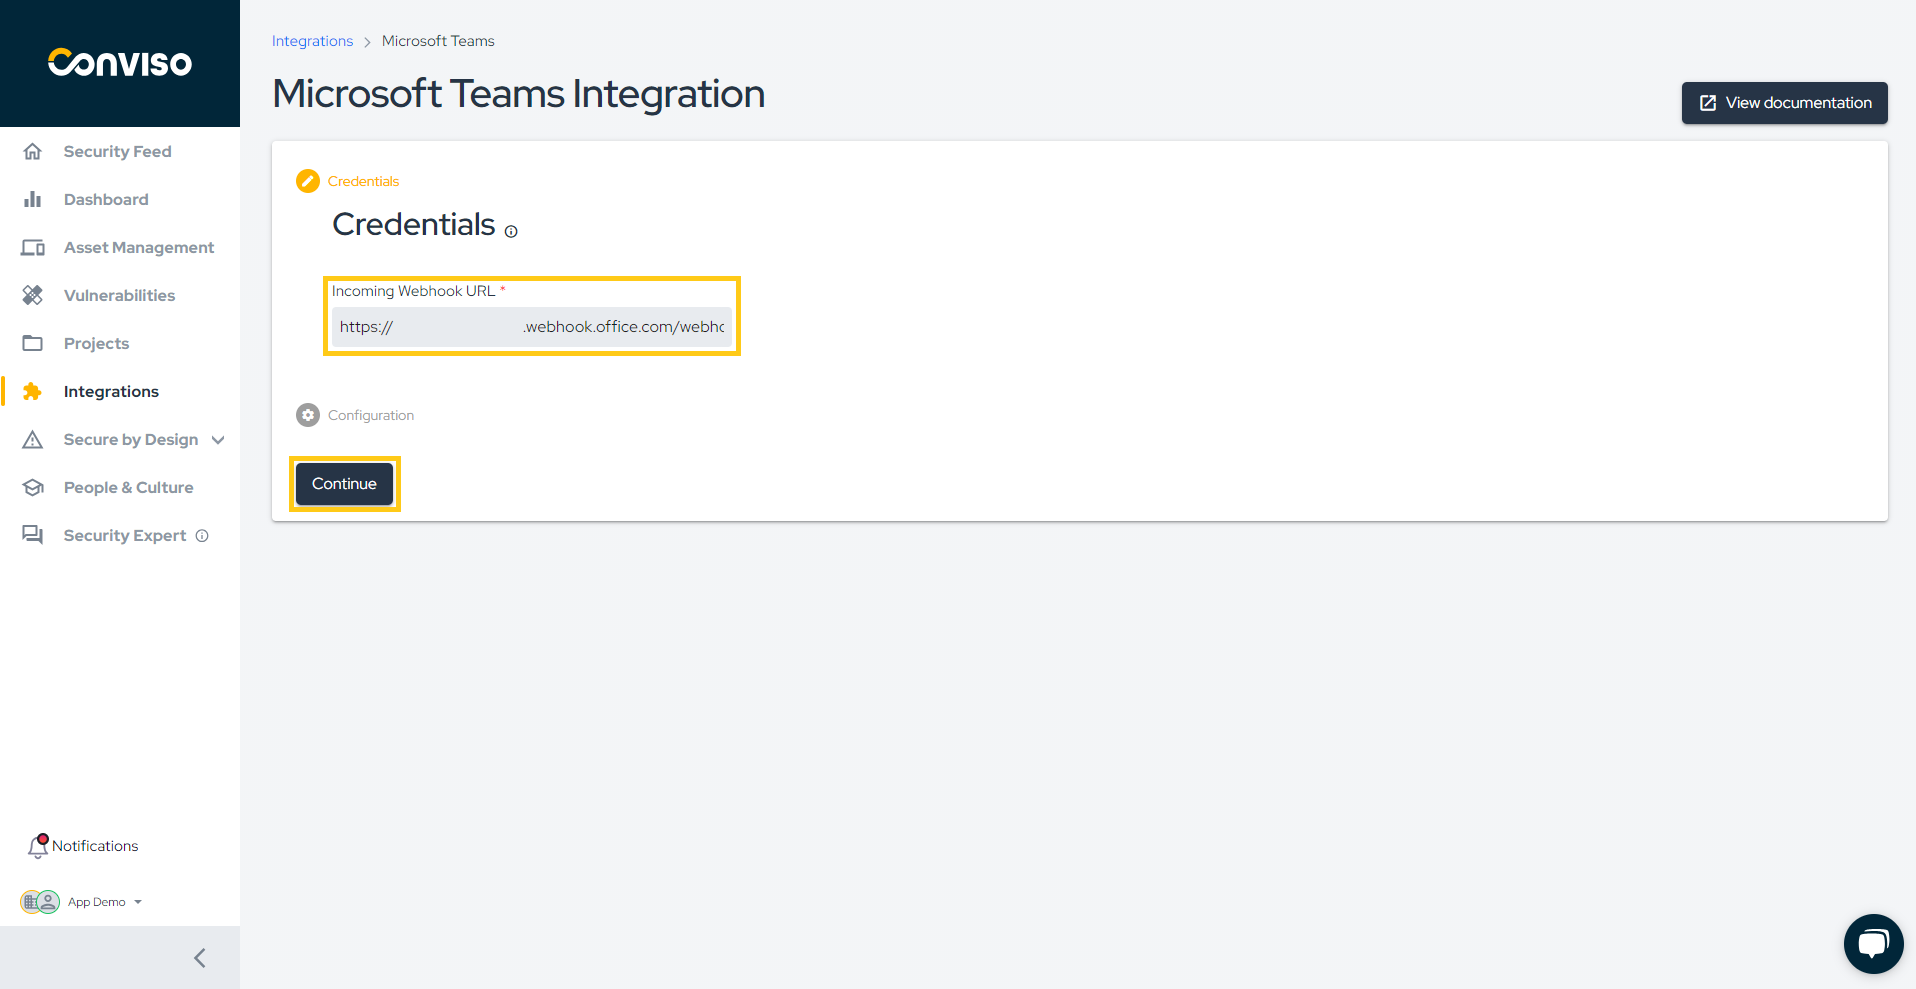 Conviso
Security Feed
Dashboard
Asset Management
Vulnerabilities
Projects
Integrations
Secure by Design
People & Culture
Security Expert
Notifications
App Demo
Integrations > Microsoft Teams
Microsoft Teams Integration
View documentation
Credentials
Credentials
Incoming Webhook URL *
https:// .webhook.office.com/webho
Configuration
Continue